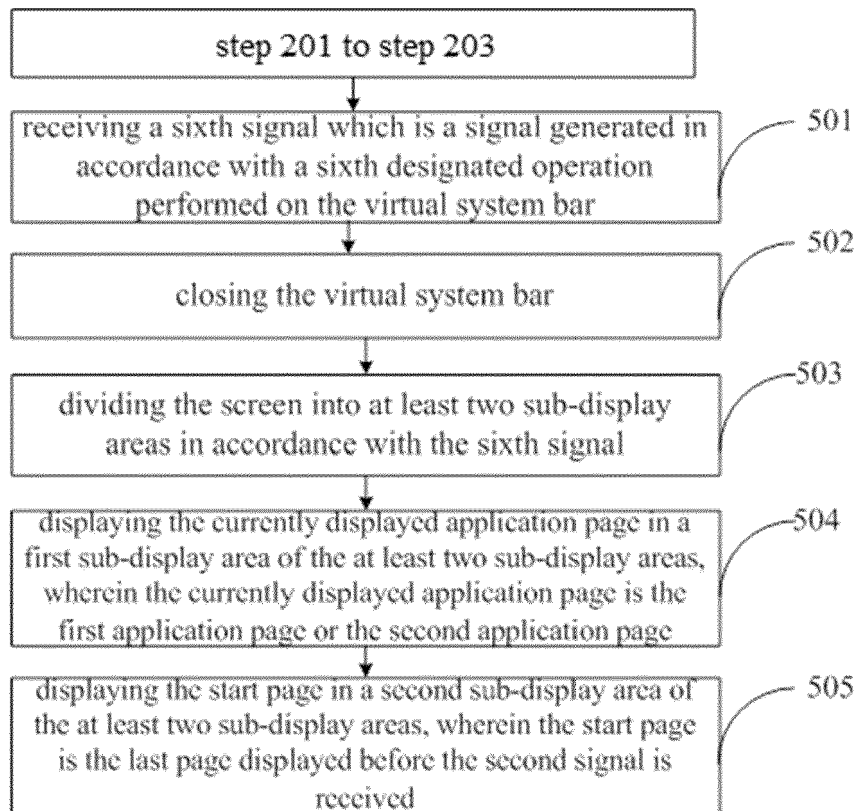 step 201 to step 203
receiving a sixth signal which is a signal generated in
accordance with a sixth designated operation
performed on the virtual system bar
501
closing the virtual system bar
502
dividing the screen into at least two sub-display
areas in accordance with the sixth signal
503
displaying the currently displayed application page in a
first sub-display area of the at least two sub-display areas,
wherein the currently displayed application page is the
first application page or the second application page
504
displaying the start page in a second sub-display area of
the at least two sub-display areas, wherein the start page
is the last page displayed before the second signal is
received
505